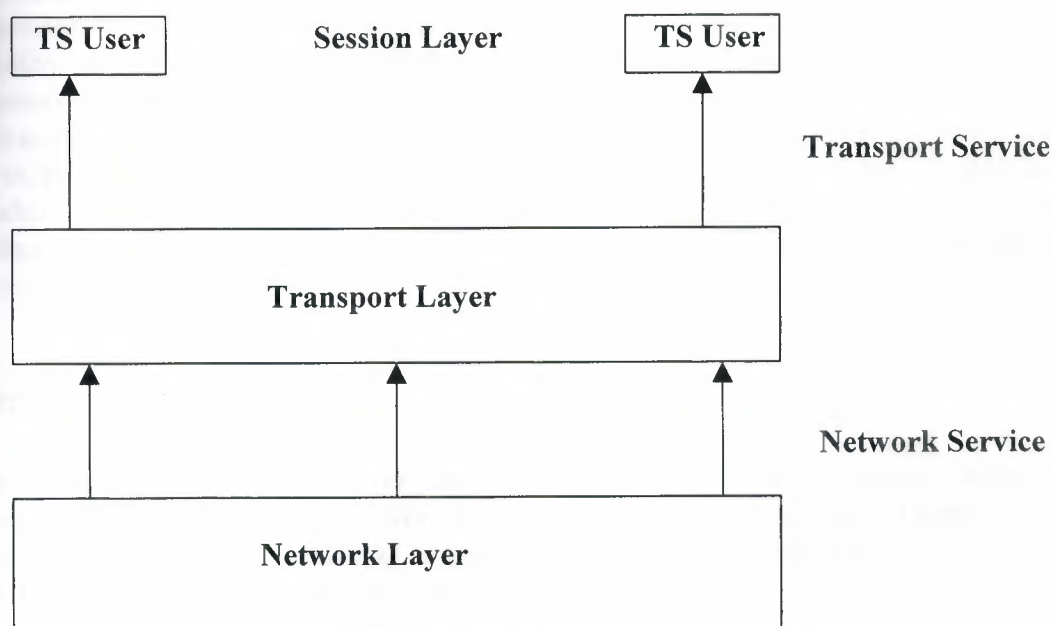 TS User
Session Layer
TS User
Transport Service
Transport Layer
Network Service
Network Layer